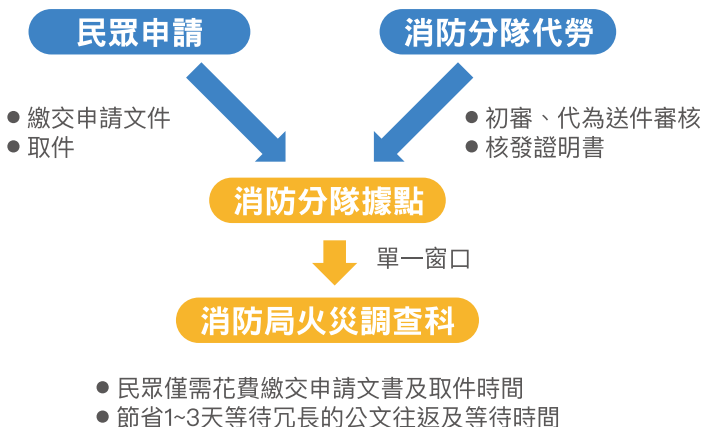 民眾申請
消防分隊代勞
● 繳交申請文件
● 取件
● 初審、代為送件審核
● 核發證明書
消防分隊據點
單一窗口
消防局火災調查科
● 民眾僅需花費繳交申請文書及取件時間
● 節省1~3天等待冗長的公文往返及等待時間